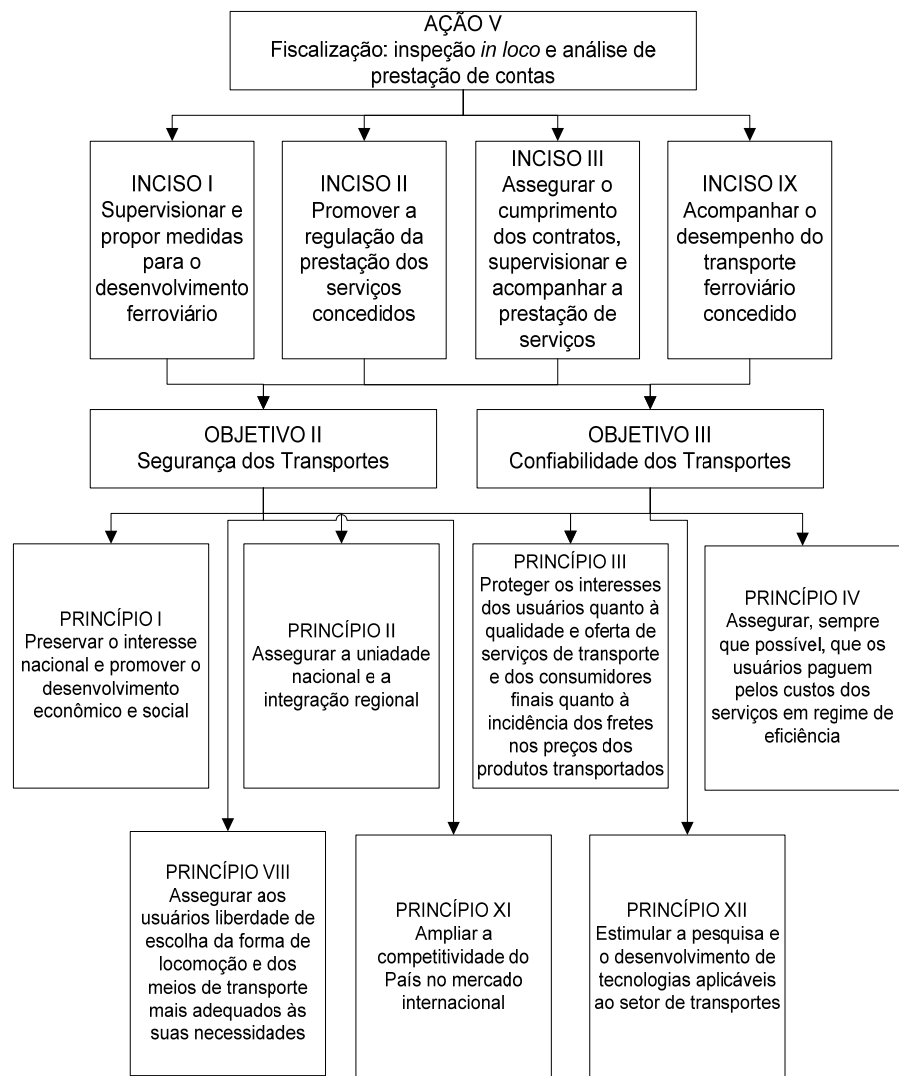 AÇÃO V
Fiscalização: inspeção in loco e análise de
prestação de contas
INCISO I
Supervisionar e
propor medidas
para o
desenvolvimento
ferroviário
INCISO II
Promover a
regulação da
prestação dos
serviços
concedidos
INCISO III
Assegurar o
cumprimento
dos contratos,
supervisionar e
acompanhar a
prestação de
serviços
INCISO IX
Acompanhar o
desempenho do
transporte
ferroviário
concedido
OBJETIVO II
Segurança dos Transportes
OBJETIVO III
Confiabilidade dos Transportes
PRINCÍPIO I
Preservar o interesse
nacional e promover o
desenvolvimento
econômico e social
PRINCÍPIO II
Assegurar a uniadade
nacional e a
integração regional
PRINCÍPIO III
Proteger os interesses
dos usuários quanto à
qualidade e oferta de
serviços de transporte
e dos consumidores
finais quanto à
incidência dos fretes
nos preços dos
produtos transportados
PRINCÍPIO IV
Assegurar, sempre
que possível, que os
usuários paguem
pelos custos dos
serviços em regime de
eficiência
PRINCÍPIO VIII
Assegurar aos
usuários liberdade de
escolha da forma de
locomoção e dos
meios de transporte
mais adequados às
suas necessidades
PRINCÍPIO XI
Ampliar a
competitividade do
País no mercado
internacional
PRINCÍPIO XII
Estimular a pesquisa e
o desenvolvimento de
tecnologias aplicáveis
ao setor de transportes